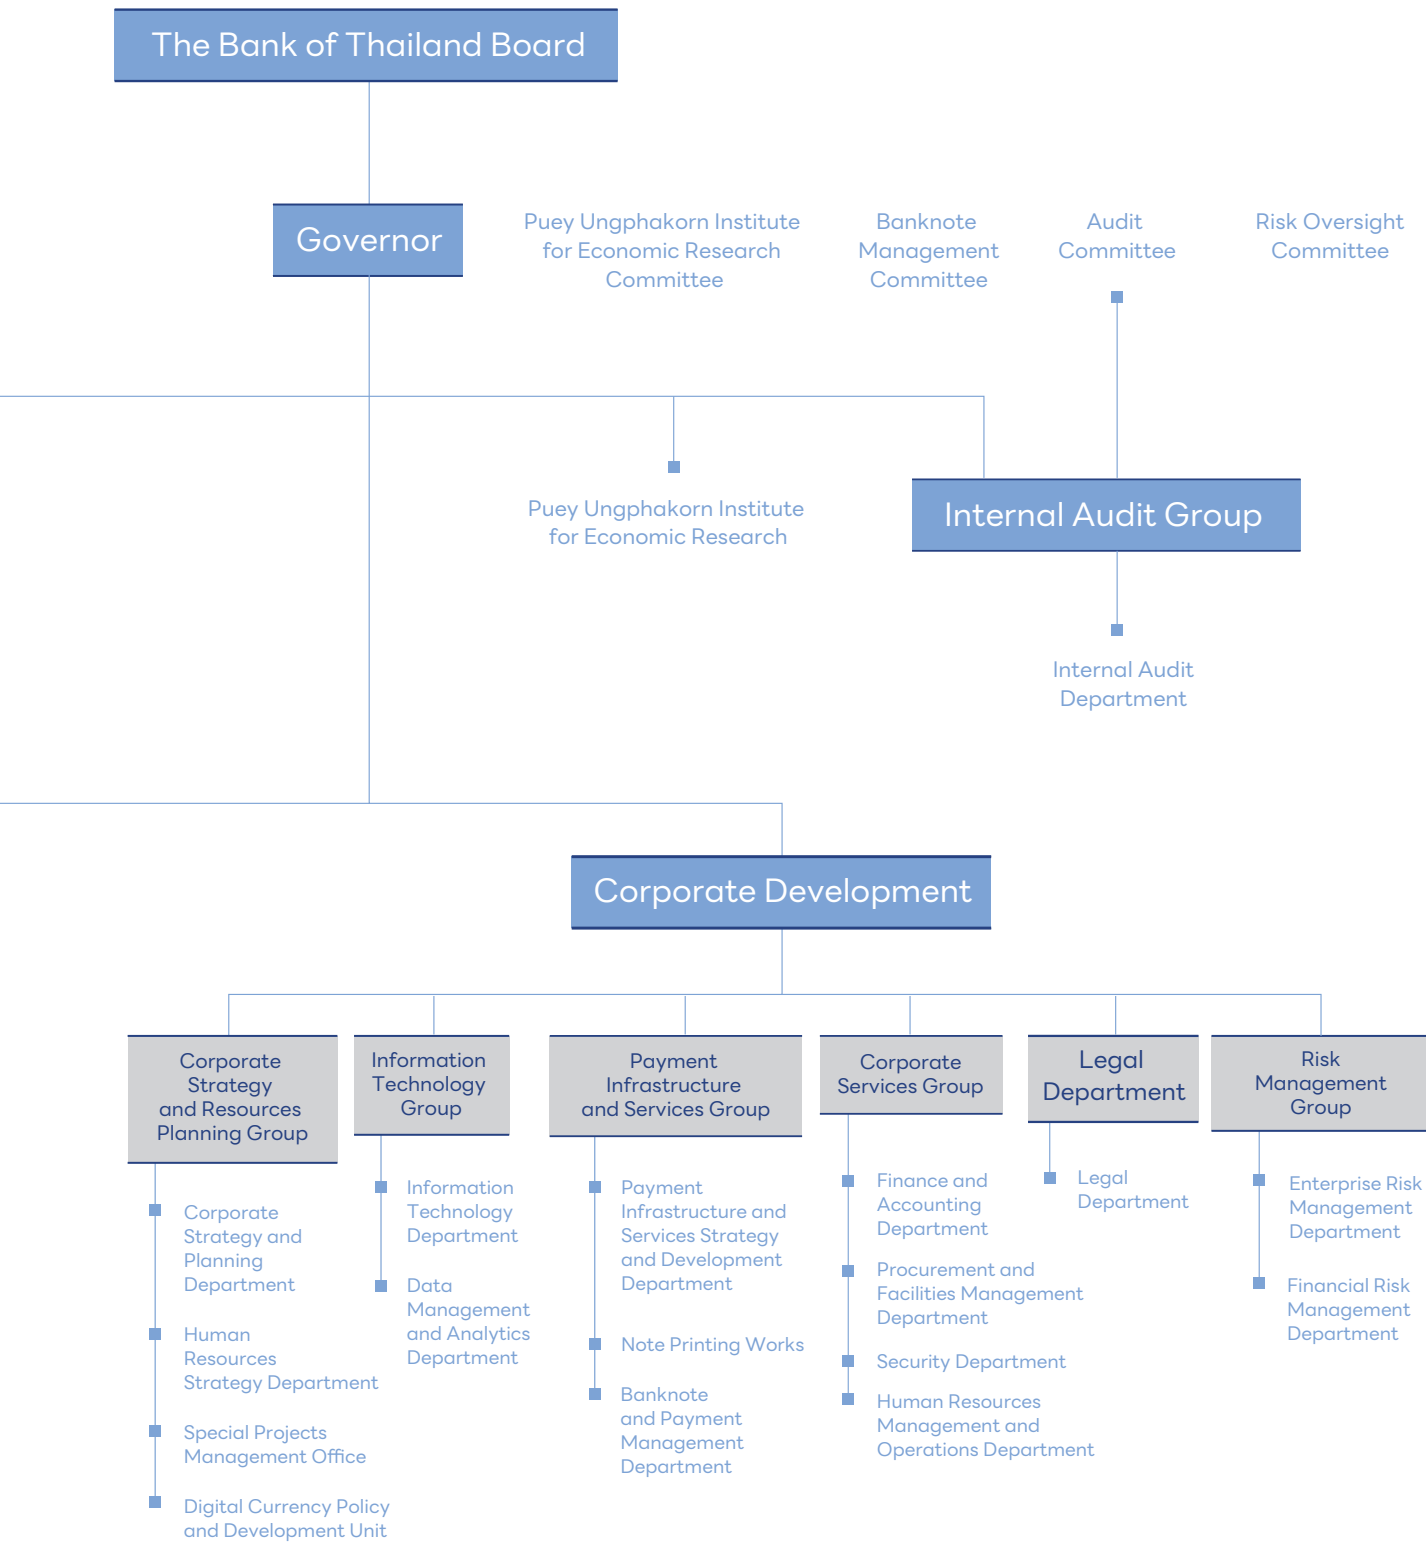 The Bank of Thailand Board
Governor
Puey Ungphakorn Institute
for Economic Research
Committee
Banknote
Management
Committee
Audit
Committee
Risk Oversight
Committee
Puey Ungphakorn Institute
for Economic Research
Internal Audit Group
Internal Audit
Department
Corporate Development
Corporate
Strategy
and Resources
Planning Group
Corporate
Strategy and
Planning
Department
Human
Resources
Strategy Department
Special Projects
Management Office
Digital Currency Policy
and Development Unit
Information
Technology
Group
Information
Technology
Department
Data
Management
and Analytics
Department
Payment
Infrastructure
and Services Group
Payment
Infrastructure and
Services Strategy
and Development
Department
Note Printing Works
Banknote
and Payment
Management
Department
Corporate
Services Group
Finance and
Accounting
Department
Procurement and
Facilities Management
Department
Security Department
Human Resources
Management and
Operations Department
Legal
Department
Legal
Department
Risk
Management
Group
Enterprise Risk
Management
Department
Financial Risk
Management
Department